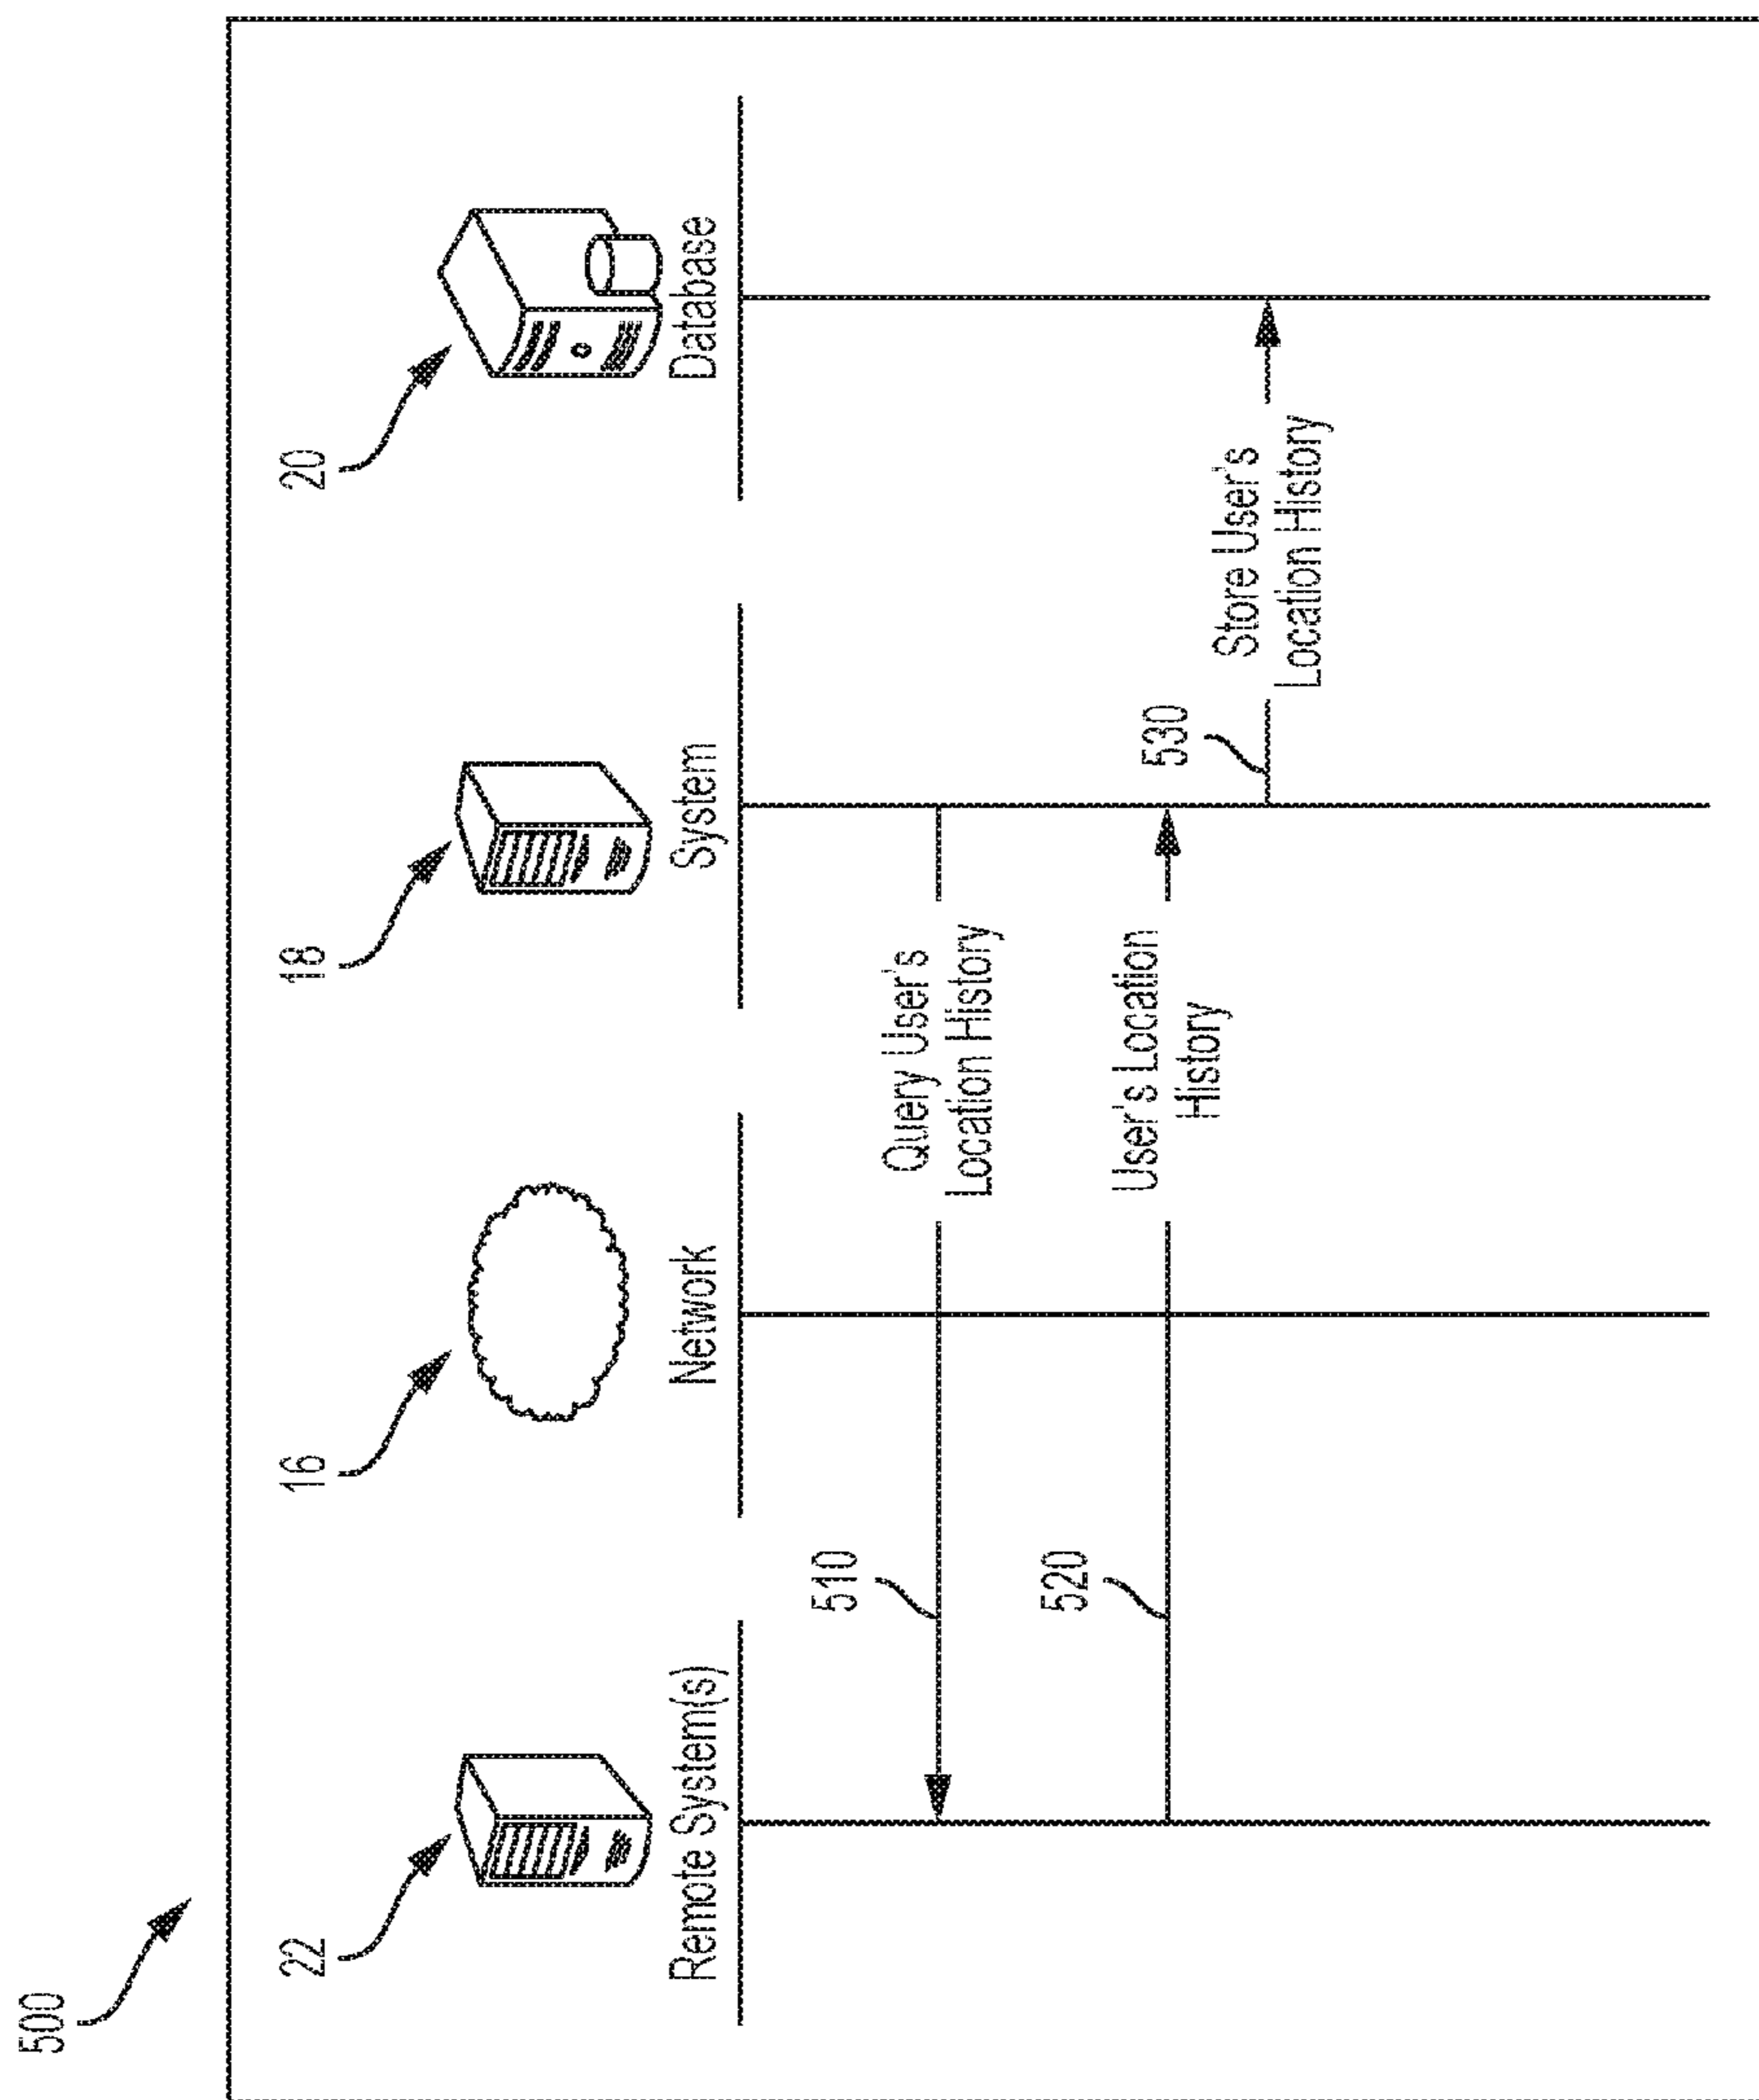 500
22
16
18
20
Remote System(s)
Network
System
Database
510
Query User's
Location History
520
User's Location
History
530
Store User's
Location History